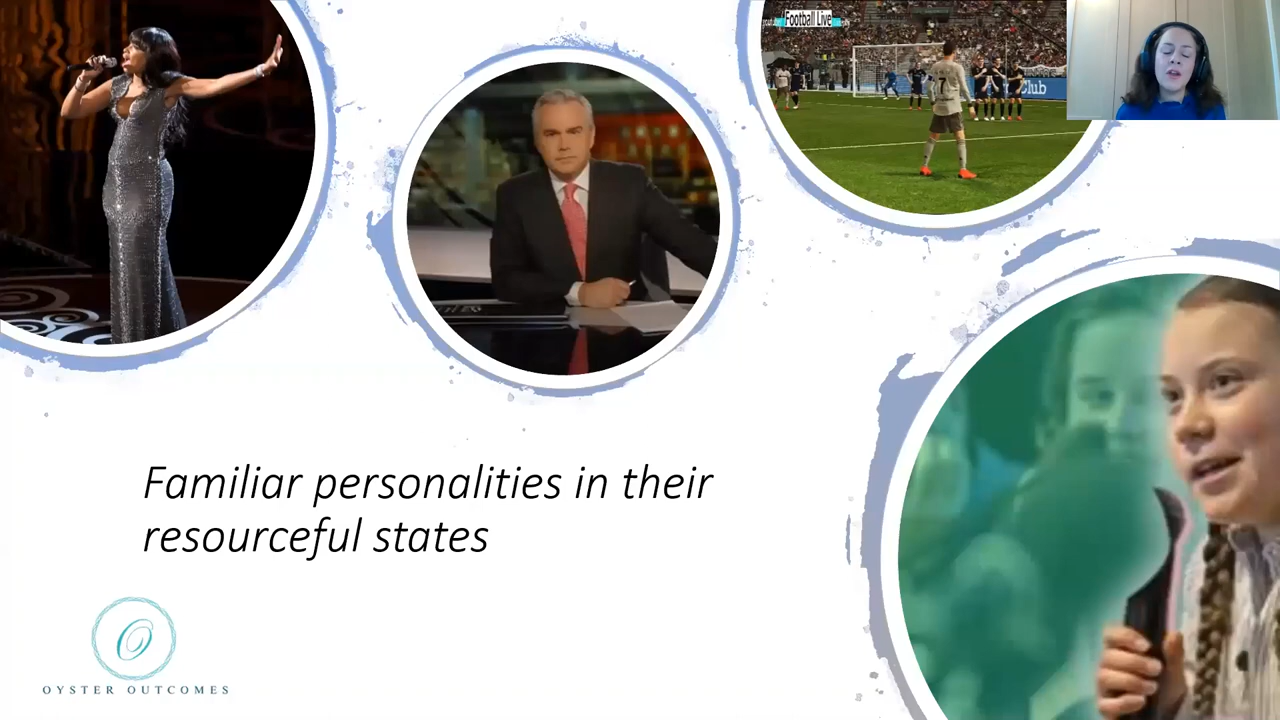 Football Live
7
Club
Familiar personalities in their
resourceful states
O
OYSTER OUTCOMES